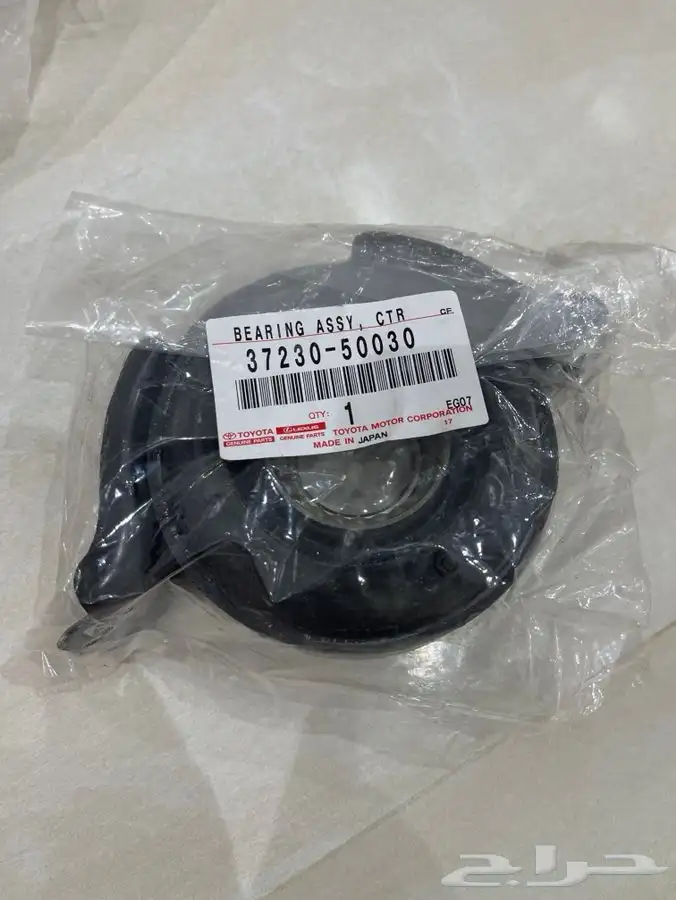 BEARING ASSY, CTR
37230-50030
QTY: 1
EG07
TOYOTA LEXUS TOYOTA MOTOR CORPORATION
GENUINE PARTS GENUINE PARTS
17
MADE IN JAPAN
حراج